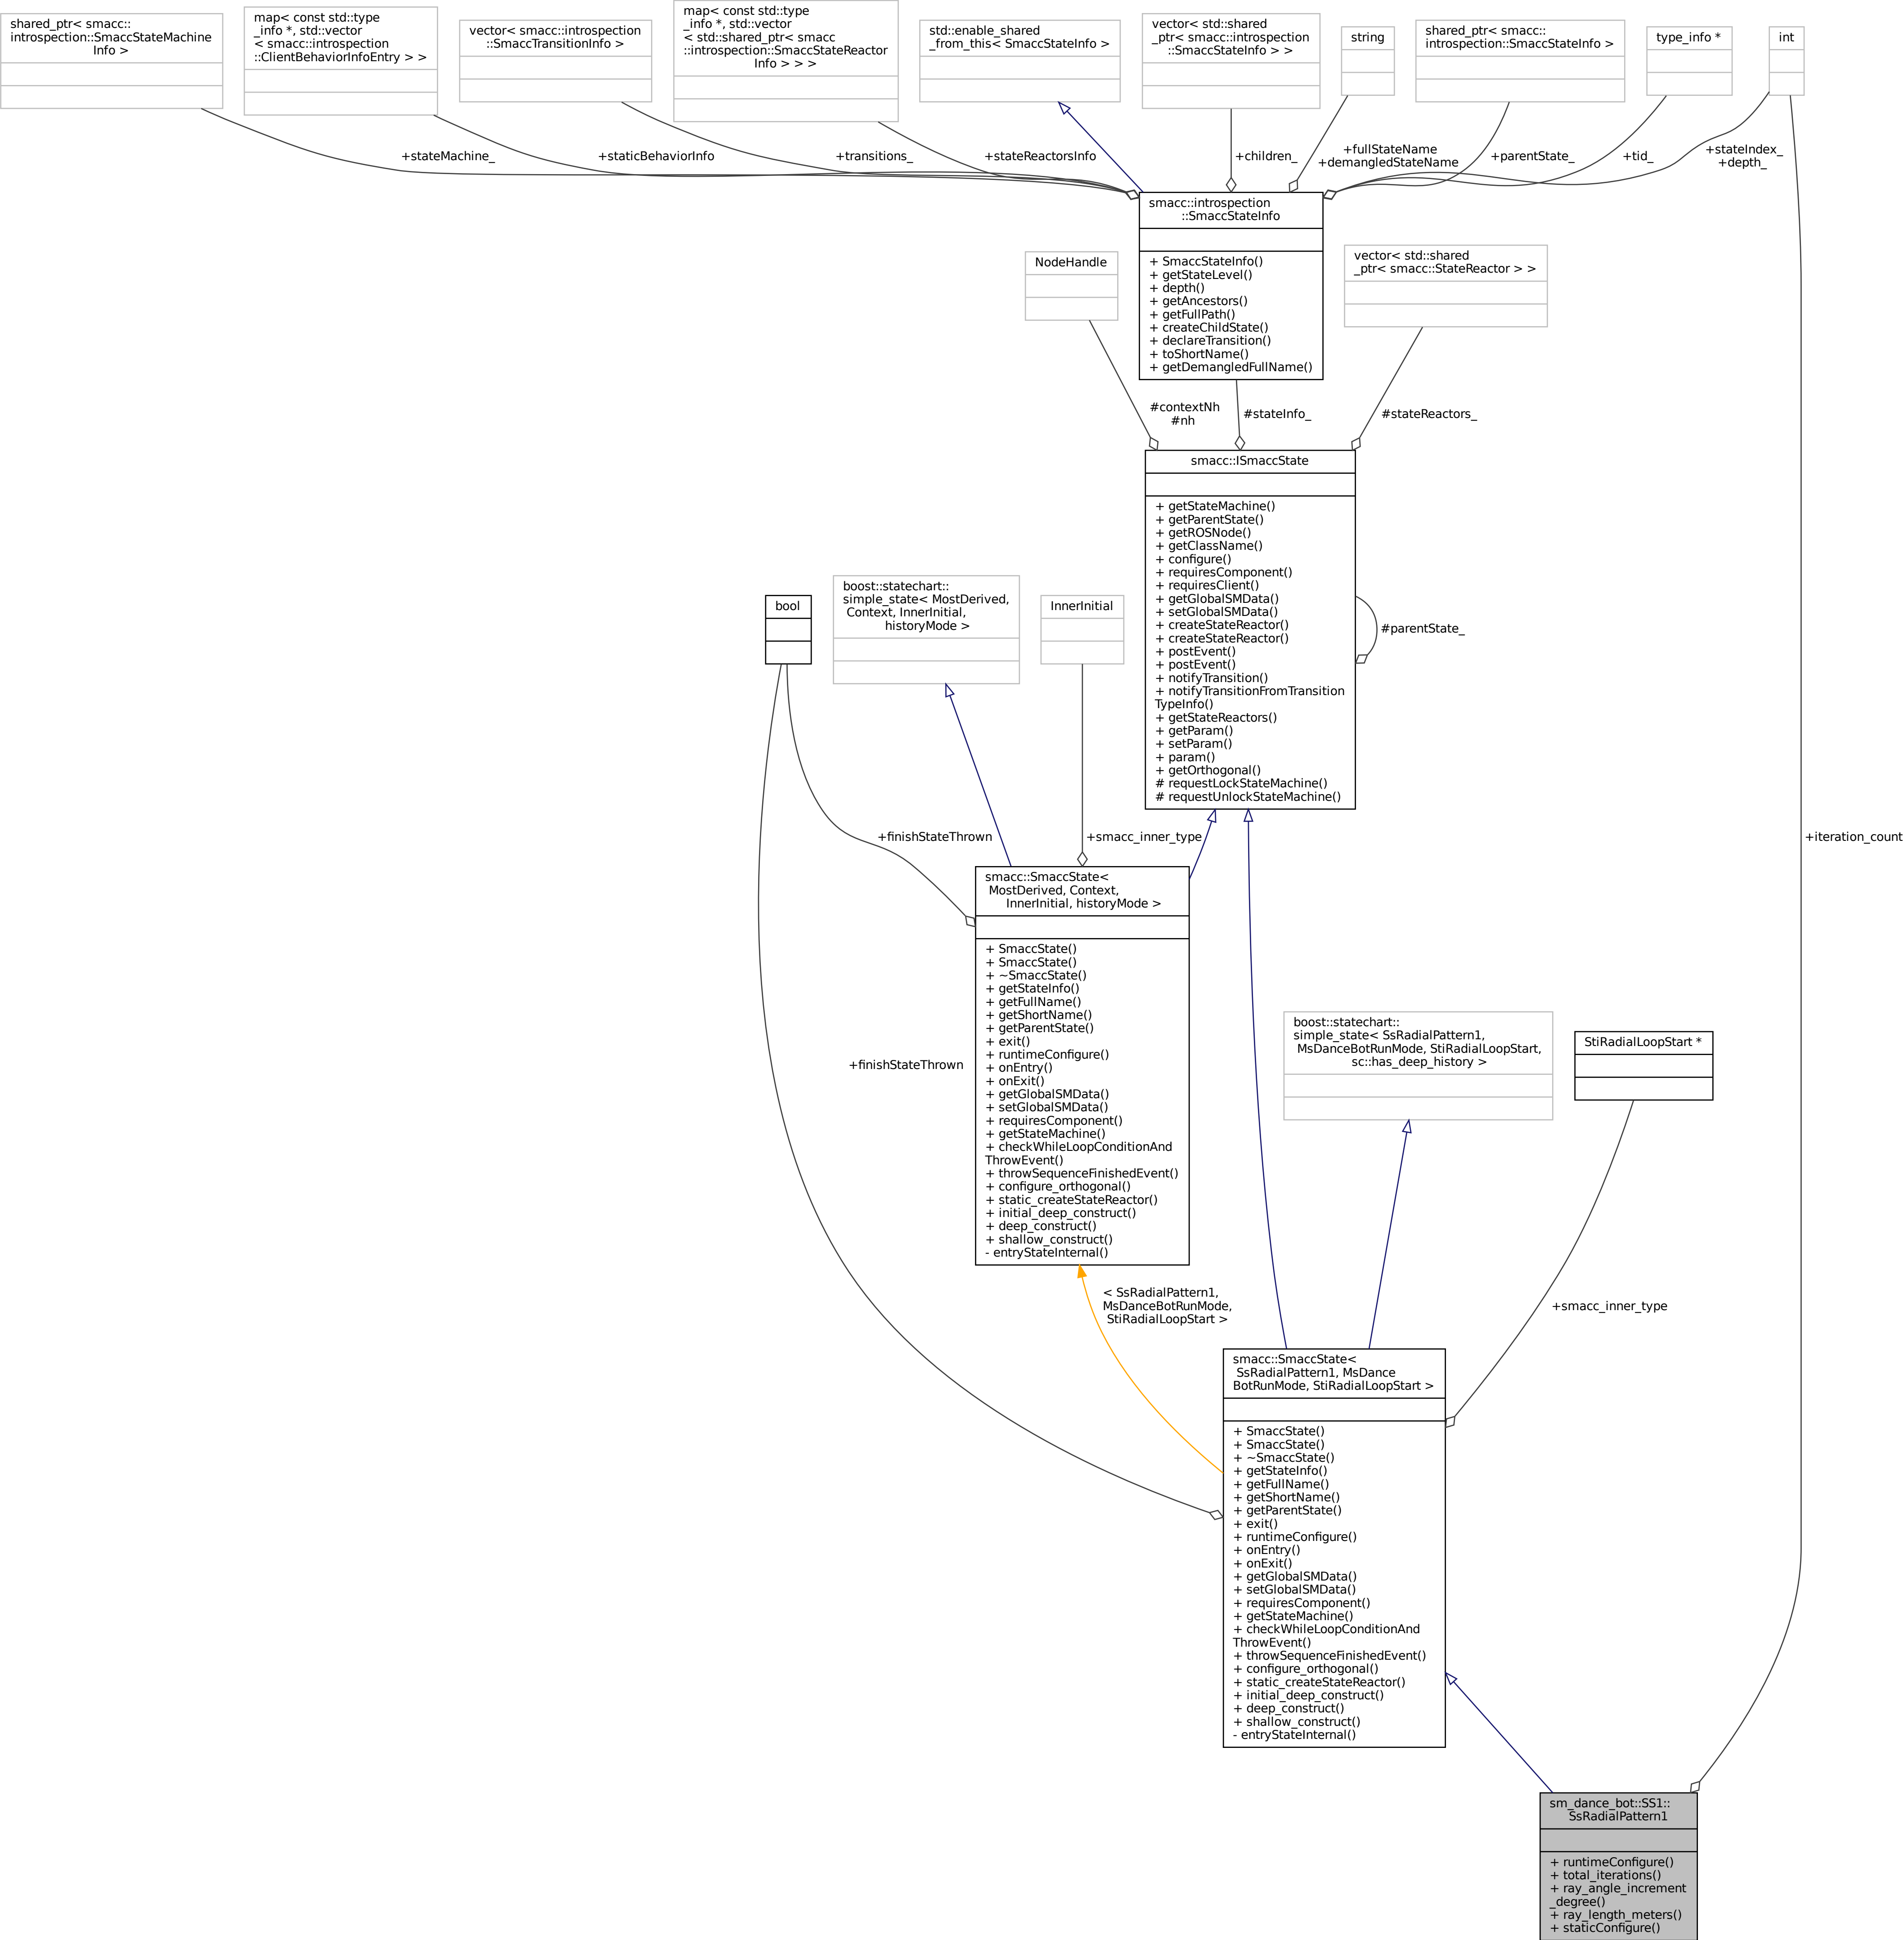 shared_ptr< smacc::
introspection::SmaccStateMachine
Info >
map< const std::type
_info *, std::vector
< smacc::introspection
::ClientBehaviorInfoEntry > >
vector< smacc::introspection
::SmaccTransitionInfo >
map< const std::type
_info *, std::vector
< std::shared_ptr< smacc
::introspection::SmaccStateReactor
Info > > >
std::enable_shared
_from_this< SmaccStateInfo >
vector< std::shared
_ptr< smacc::introspection
::SmaccStateInfo > >
string
shared_ptr< smacc::
introspection::SmaccStateInfo >
type_info *
int
+stateMachine_
+staticBehaviorInfo
+transitions_
+stateReactorsInfo
+children_
+fullStateName
+demangledStateName
+parentState_
+tid_
+stateIndex_
+depth_
smacc::introspection
::SmaccStateInfo
+ SmaccStateInfo()
+ getStateLevel()
+ depth()
+ getAncestors()
+ getFullPath()
+ createChildState()
+ declareTransition()
+ toShortName()
+ getDemangledFullName()
NodeHandle
vector< std::shared
_ptr< smacc::StateReactor > >
#contextNh
#nh
#stateInfo_
#stateReactors_
smacc::ISmaccState
+ getStateMachine()
+ getParentState()
+ getROSNode()
+ getClassName()
+ configure()
+ requiresComponent()
+ requiresClient()
+ getGlobalSMData()
+ setGlobalSMData()
+ createStateReactor()
+ createStateReactor()
+ postEvent()
+ postEvent()
+ notifyTransition()
+ notifyTransitionFromTransition
TypeInfo()
+ getStateReactors()
+ getParam()
+ setParam()
+ param()
+ getOrthogonal()
# requestLockStateMachine()
# requestUnlockStateMachine()
#parentState_
bool
boost::statechart::
simple_state< MostDerived,
Context, InnerInitial,
historyMode >
InnerInitial
+finishStateThrown
+smacc_inner_type
+iteration_count
smacc::SmaccState<
MostDerived, Context,
InnerInitial, historyMode >
+ SmaccState()
+ SmaccState()
+ ~SmaccState()
+ getStateInfo()
+ getFullName()
+ getShortName()
+ getParentState()
+ exit()
+ runtimeConfigure()
+ onEntry()
+ onExit()
+ getGlobalSMData()
+ setGlobalSMData()
+ requiresComponent()
+ getStateMachine()
+ checkWhileLoopConditionAnd
ThrowEvent()
+ throwSequenceFinishedEvent()
+ configure_orthogonal()
+ static_createStateReactor()
+ initial_deep_construct()
+ deep_construct()
+ shallow_construct()
- entryStateInternal()
boost::statechart::
simple_state< SsRadialPattern1,
MsDanceBotRunMode, StiRadialLoopStart,
sc::has_deep_history >
StiRadialLoopStart *
+finishStateThrown
< SsRadialPattern1,
MsDanceBotRunMode,
StiRadialLoopStart >
+smacc_inner_type
smacc::SmaccState<
SsRadialPattern1, MsDance
BotRunMode, StiRadialLoopStart >
+ SmaccState()
+ SmaccState()
+ ~SmaccState()
+ getStateInfo()
+ getFullName()
+ getShortName()
+ getParentState()
+ exit()
+ runtimeConfigure()
+ onEntry()
+ onExit()
+ getGlobalSMData()
+ setGlobalSMData()
+ requiresComponent()
+ getStateMachine()
+ checkWhileLoopConditionAnd
ThrowEvent()
+ throwSequenceFinishedEvent()
+ configure_orthogonal()
+ static_createStateReactor()
+ initial_deep_construct()
+ deep_construct()
+ shallow_construct()
- entryStateInternal()
sm_dance_bot::SS1::
SsRadialPattern1
+ runtimeConfigure()
+ total_iterations()
+ ray_angle_increment
_degree()
+ ray_length_meters()
+ staticConfigure()